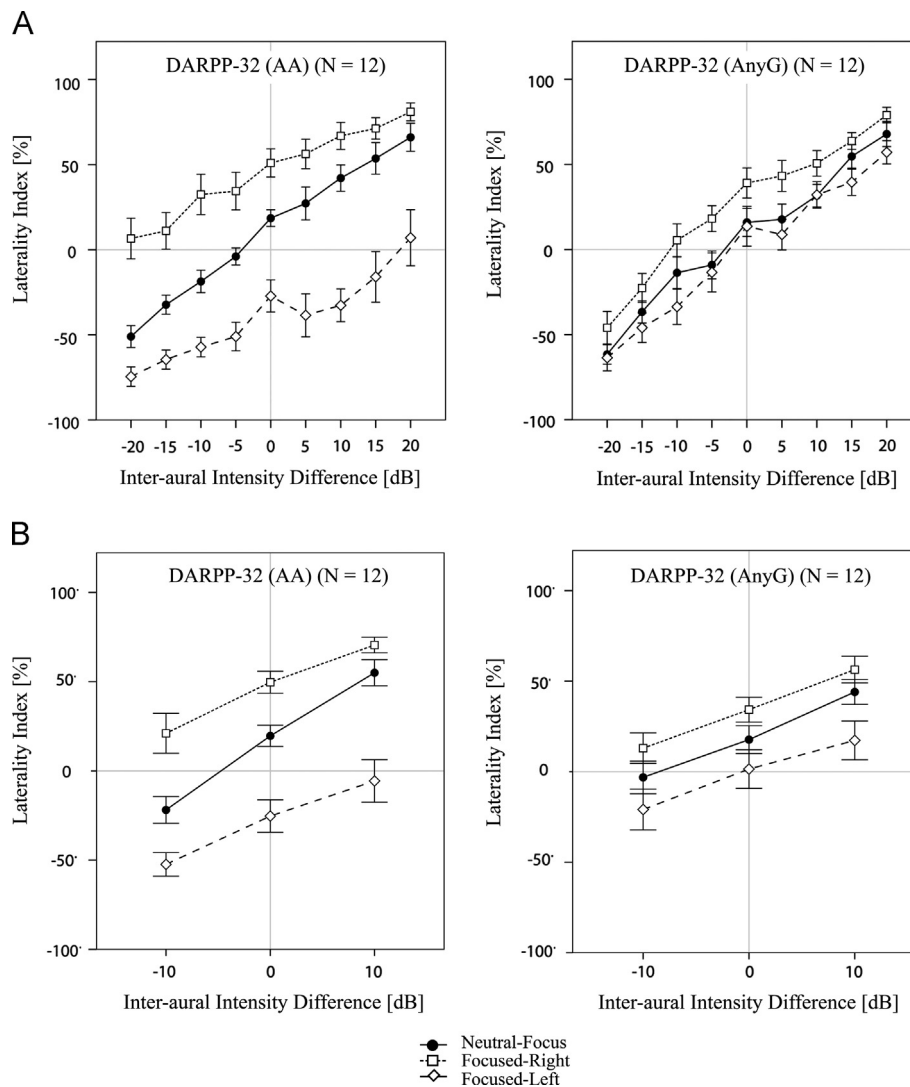 A
DARPP-32 (AA) (N = 12)
Laterality Index [%]
100
50
0
-50
-100
-20 -15 -10 -5 0 5 10 15 20
Inter-aural Intensity Difference [dB]
DARPP-32 (AnyG) (N = 12)
Laterality Index [%]
100
50
0
-50
-100
-20 -15 -10 -5 0 5 10 15 20
Inter-aural Intensity Difference [dB]
B
DARPP-32 (AA) (N = 12)
Laterality Index [%]
100
50
0
-50
-100
-10 0 10
Inter-aural Intensity Difference [dB]
DARPP-32 (AnyG) (N = 12)
Laterality Index [%]
100
50
0
-50
-100
-10 0 10
Inter-aural Intensity Difference [dB]
Neutral-Focus
Focused-Right
Focused-Left